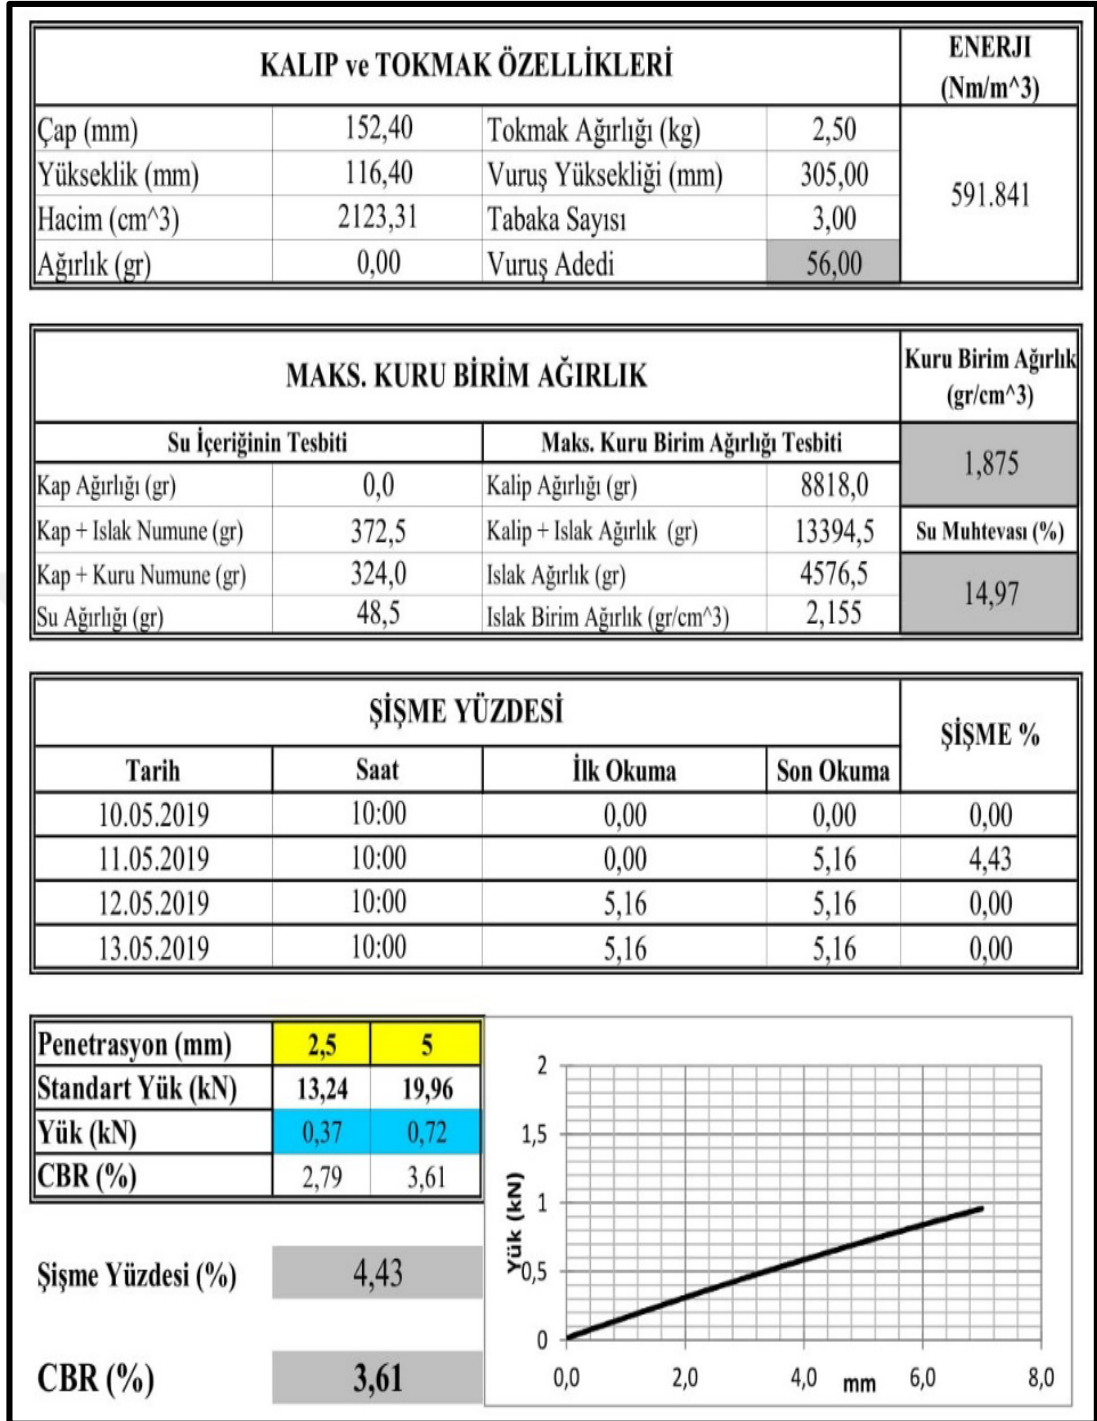 KALIP ve TOKMAK ÖZELLİKLERİ
ENERJI
(Nm/m^3)
Çap (mm) 152,40 Tokmak Ağırlığı (kg) 2,50
Yükseklik (mm) 116,40 Vuruş Yüksekliği (mm) 305,00
591.841
Hacim (cm^3) 2123,31 Tabaka Sayısı 3,00
Ağırlık (gr) 0,00 Vuruş Adedi 56,00
MAKS. KURU BİRİM AĞIRLIK
Kuru Birim Ağırlık
(gr/cm^3)
Su İçeriğinin Tesbiti Maks. Kuru Birim Ağırlığı Tesbiti
1,875
Kap Ağırlığı (gr) 0,0 Kalip Ağırlığı (gr) 8818,0
Kap + Islak Numune (gr) 372,5 Kalip + Islak Ağırlık (gr) 13394,5 Su Muhtevası (%)
Kap + Kuru Numune (gr) 324,0 Islak Ağırlık (gr) 4576,5
14,97
Su Ağırlığı (gr) 48,5 Islak Birim Ağırlık (gr/cm^3) 2,155
ŞİŞME YÜZDESİ
ŞİŞME %
Tarih Saat İlk Okuma Son Okuma
10.05.2019 10:00 0,00 0,00 0,00
11.05.2019 10:00 0,00 5,16 4,43
12.05.2019 10:00 5,16 5,16 0,00
13.05.2019 10:00 5,16 5,16 0,00
Penetrasyon (mm) 2,5 5
Standart Yük (kN) 13,24 19,96
Yük (kN) 0,37 0,72
CBR (%) 2,79 3,61
Şişme Yüzdesi (%) 4,43
CBR (%) 3,61
2
1,5
1
0,5
0
Yük (kN)
0,0 2,0 4,0 mm 6,0 8,0